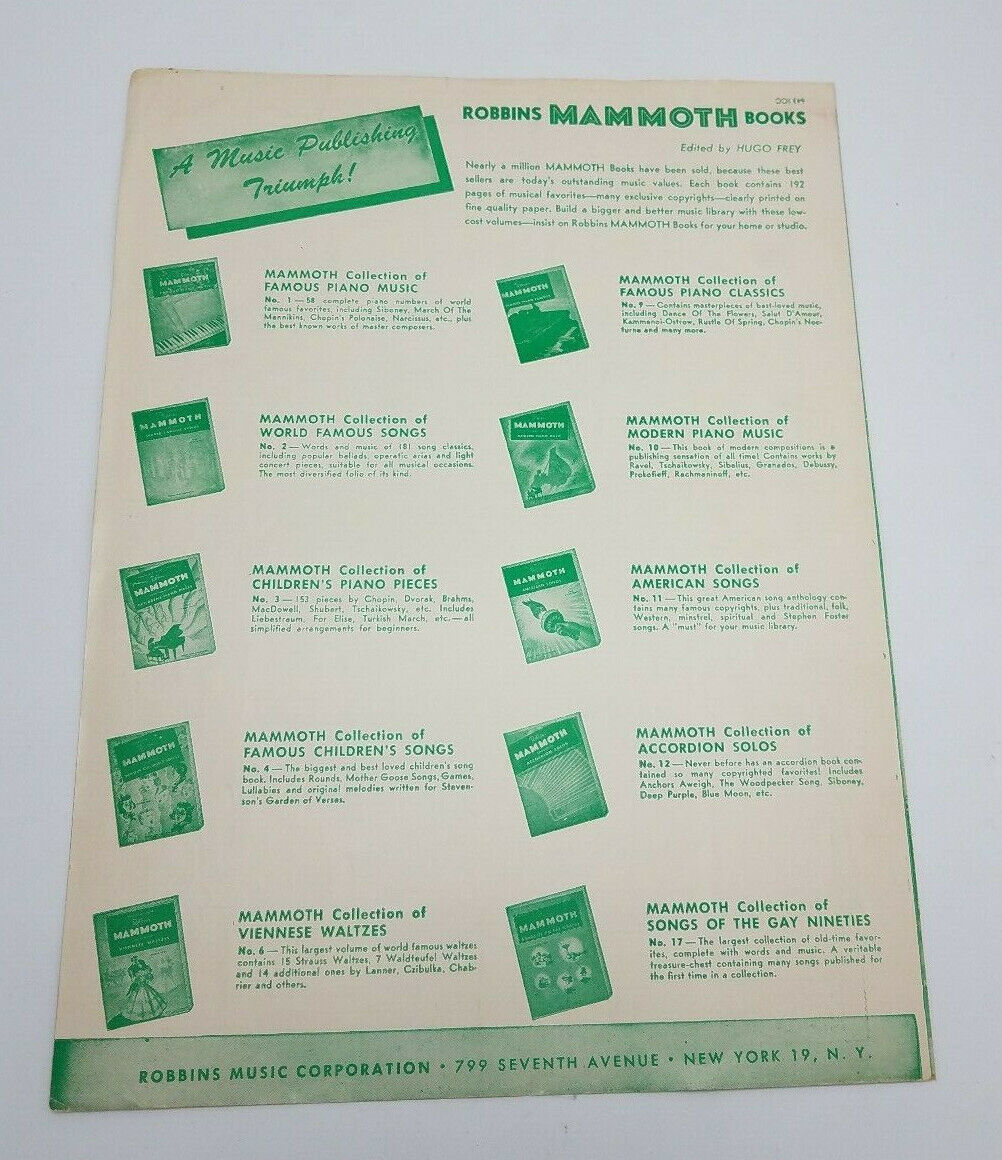 A Music Publishing
Triumph!
ROBBINS MAMMOTH BOOKS
Edited by HUGO FREY
Nearly a million MAMMOTH Books have been sold, because these best
sellers are today's outstanding music values. Each book contains 192
pages of musical favorites—many exclusive copyrights—clearly printed on
fine quality paper. Build a bigger and better music library with these low-
cost volumes—insist on Robbins MAMMOTH Books for your home or studio.
MAMMOTH
MAMMOTH Collection of
FAMOUS PIANO MUSIC
No. 1—58 complete piano numbers of world
famous favorites, including Siboney, March Of The
Mannikins, Chopin's Polonaise, Narcissus, etc., plus
the best known works of master composers.
MAMMOTH
MAMMOTH Collection of
WORLD FAMOUS SONGS
No. 2—Words and music of 181 song classics,
including popular ballads, operatic arias and light
concert pieces, suitable for all musical occasions.
The most diversified folio of its kind.
MAMMOTH
MAMMOTH Collection of
CHILDREN'S PIANO PIECES
No. 3—153 pieces by Chopin, Dvorak, Brahms,
MacDowell, Shubert, Tschaikowsky, etc. Includes
Liebestraum, For Elise, Turkish March, etc.—all
simplified arrangements for beginners.
MAMMOTH
MAMMOTH Collection of
FAMOUS CHILDREN'S SONGS
No. 4—The biggest and best loved children's song
book. Includes Rounds, Mother Goose Songs, Games,
Lullabies and original melodies written for Steven-
son's Garden of Verses.
MAMMOTH
VIENNESE WALTZES
MAMMOTH Collection of
VIENNESE WALTZES
No. 6—This largest volume of world famous waltzes
contains 15 Strauss Waltzes, 7 Waldteufel Waltzes
and 14 additional ones by Lanner, Czibulka, Chab-
rier and others.
MAMMOTH
MAMMOTH Collection of
FAMOUS PIANO CLASSICS
No. 9—Contains masterpieces of best-loved music,
including Dance Of The Flowers, Salut D'Amour,
Kammenoi-Ostrow, Rustle Of Spring, Chopin's Noc-
turne and many more.
MAMMOTH
MAMMOTH Collection of
MODERN PIANO MUSIC
No. 10—This book of modern compositions is a
publishing sensation of all time! Contains works by
Ravel, Tschaikowsky, Sibelius, Granados, Debussy,
Prokofieff, Rachmaninoff, etc.
MAMMOTH
AMERICAN SONGS
MAMMOTH Collection of
AMERICAN SONGS
No. 11—This great American song anthology con-
tains many famous copyrights, plus traditional, folk,
Western, minstrel, spiritual and Stephen Foster
songs. A "must" for your music library.
MAMMOTH
ACCORDION SOLOS
MAMMOTH Collection of
ACCORDION SOLOS
No. 12—Never before has an accordion book con-
tained so many copyrighted favorites! Includes
Anchors Aweigh, The Woodpecker Song, Siboney,
Deep Purple, Blue Moon, etc.
MAMMOTH
MAMMOTH Collection of
SONGS OF THE GAY NINETIES
No. 17—The largest collection of old-time favor-
ites, complete with words and music. A veritable
treasure-chest containing many songs published for
the first time in a collection.
ROBBINS MUSIC CORPORATION • 799 SEVENTH AVENUE • NEW YORK 19, N. Y.